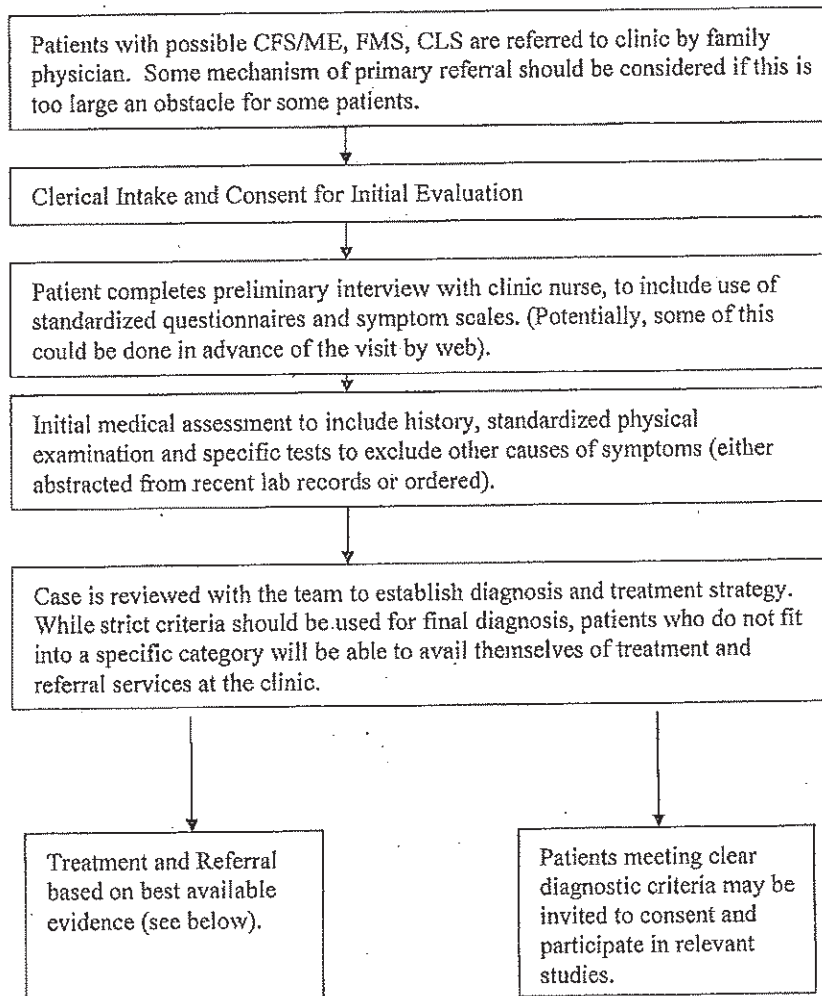 Patients with possible CFS/ME, FMS, CLS are referred to clinic by family
physician. Some mechanism of primary referral should be considered if this is
too large an obstacle for some patients.
Clerical Intake and Consent for Initial Evaluation
Patient completes preliminary interview with clinic nurse, to include use of
standardized questionnaires and symptom scales. (Potentially, some of this
could be done in advance of the visit by web).
Initial medical assessment to include history, standardized physical
examination and specific tests to exclude other causes of symptoms (either
abstracted from recent lab records or ordered).
Case is reviewed with the team to establish diagnosis and treatment strategy.
While strict criteria should be used for final diagnosis, patients who do not fit
into a specific category will be able to avail themselves of treatment and
referral services at the clinic.
Treatment and Referral
based on best available
evidence (see below).
Patients meeting clear
diagnostic criteria may be
invited to consent and
participate in relevant
studies.